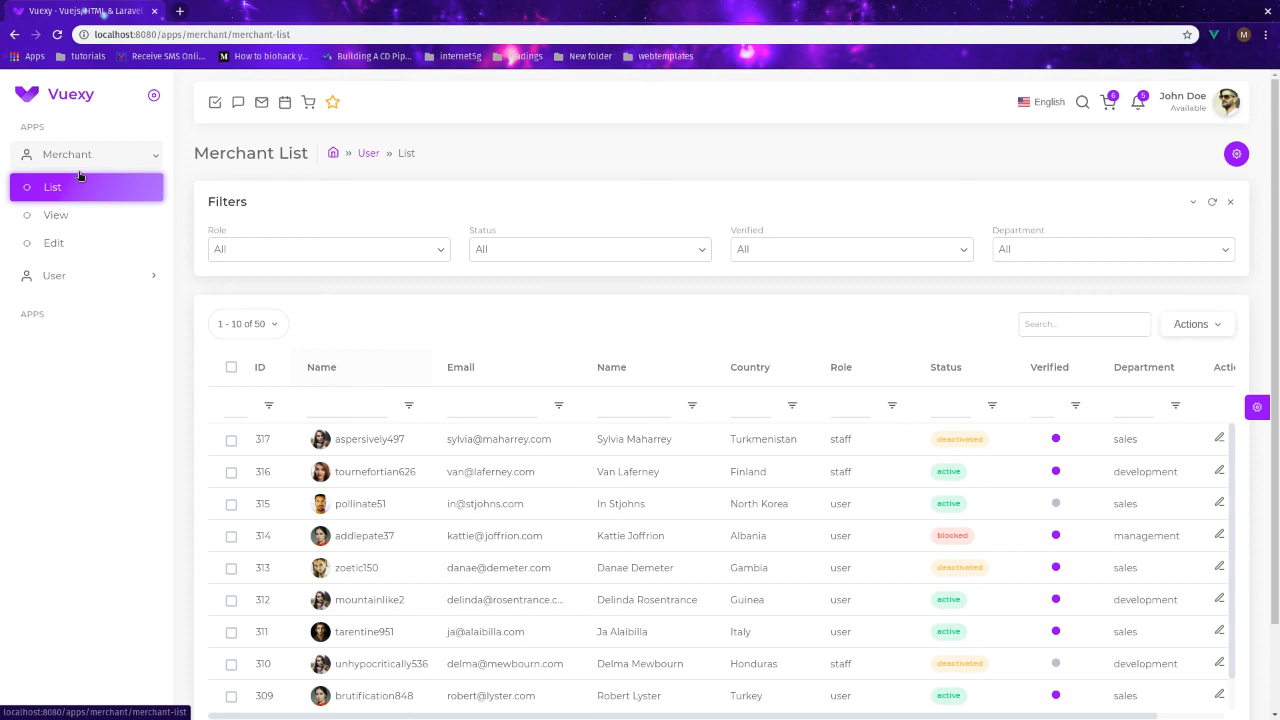 Vuexy - Vuejs, HTML & Laravel
localhost:8080/apps/merchant/merchant-list
M
Apps
tutorials
Receive SMS Onli...
How to biohack y...
Building A CD Pip...
internet5g
New folder
webtemplates
Vuexy
APPS
Merchant
List
View
Edit
User
APPS
English
6
5
John Doe
Available
Merchant List
» User » List
Filters
Role
Status
Verified
Department
All
All
All
All
1 - 10 of 50
Search...
Actions
ID Name Email Name Country Role Status Verified Department Actic
317 aspersively497 sylvia@maharrey.com Sylvia Maharrey Turkmenistan staff deactivated sales
316 tournefortian626 van@laferney.com Van Laferney Finland staff active development
315 pollinate51 in@stjohns.com In Stjohns North Korea user active sales
314 addlepate37 kattie@joffrion.com Kattie Joffrion Albania user blocked management
313 zoetic150 danae@demeter.com Danae Demeter Gambia user deactivated sales
312 mountainlike2 delinda@rosentrance.c... Delinda Rosentrance Guinea user active development
311 tarentine951 ja@alaibilla.com Ja Alaibilla Italy user active sales
310 unhypocritically536 delma@mewbourn.com Delma Mewbourn Honduras staff deactivated development
309 brutification848 robert@lyster.com Robert Lyster Turkey user active sales
localhost:8080/apps/merchant/merchant-list